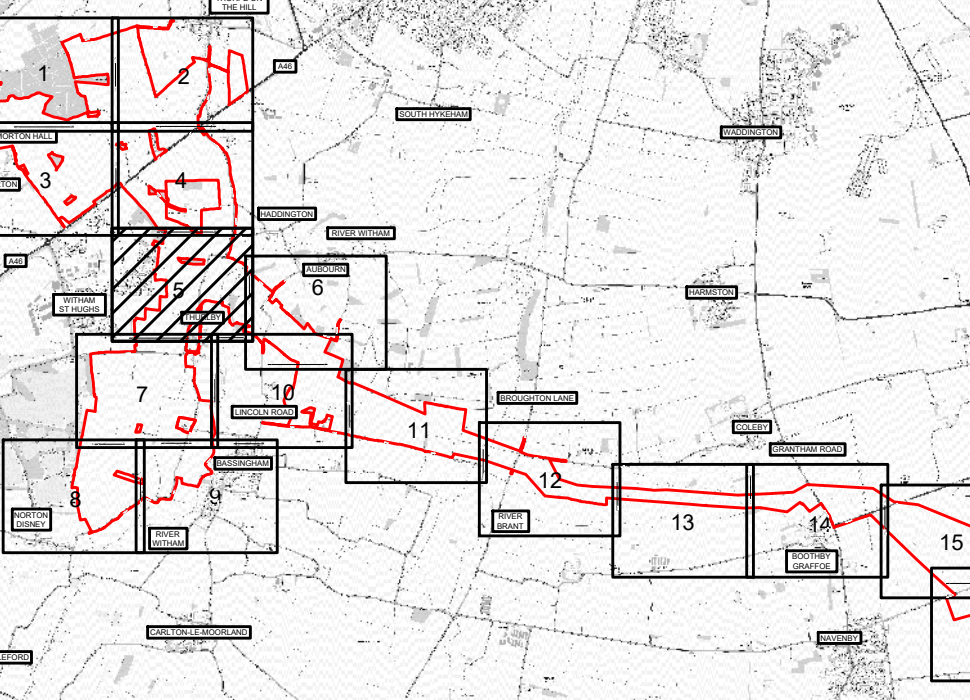 THE HILL
1
2
A46
SOUTH HYKEHAM
WADDINGTON
MORTON HALL
3
4
HADDINGTON
RIVER WITHAM
A46
AUBOURN
5
6
HARMSTON
WITHAM
ST HUGHS
THURLBY
7
10
BROUGHTON LANE
LINCOLN ROAD
11
COLEBY
GRANTHAM ROAD
BASSINGHAM
8
9
12
NORTON
DISNEY
RIVER
BRANT
13
14
RIVER
WITHAM
15
BOOTHBY
GRAFFOE
CARLTON-LE-MOORLAND
NAVENBY